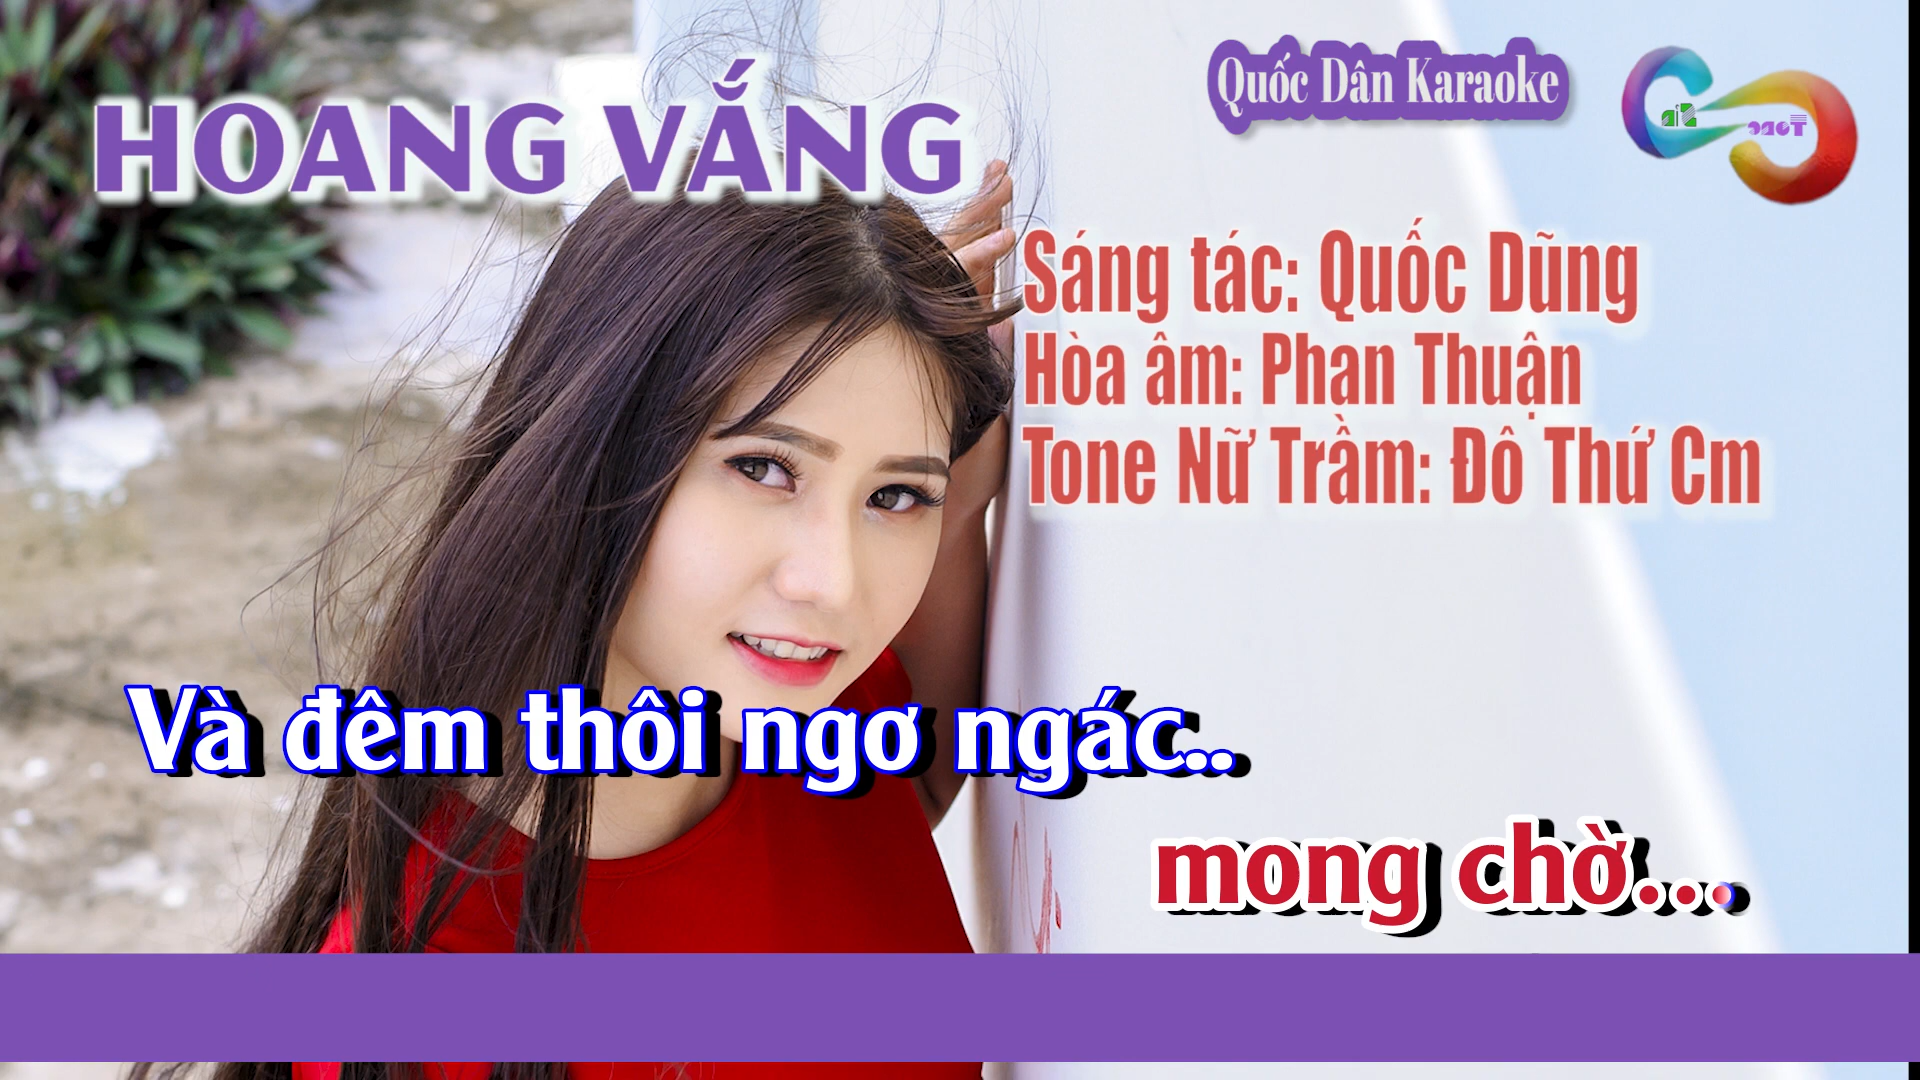 HOANG VẮNG
Quốc Dân Karaoke
Sáng tác: Quốc Dũng
Hòa âm: Phan Thuận
Tone Nữ Trầm: Đô Thứ Cm
Và đêm thôi ngơ ngác..
mong chờ....